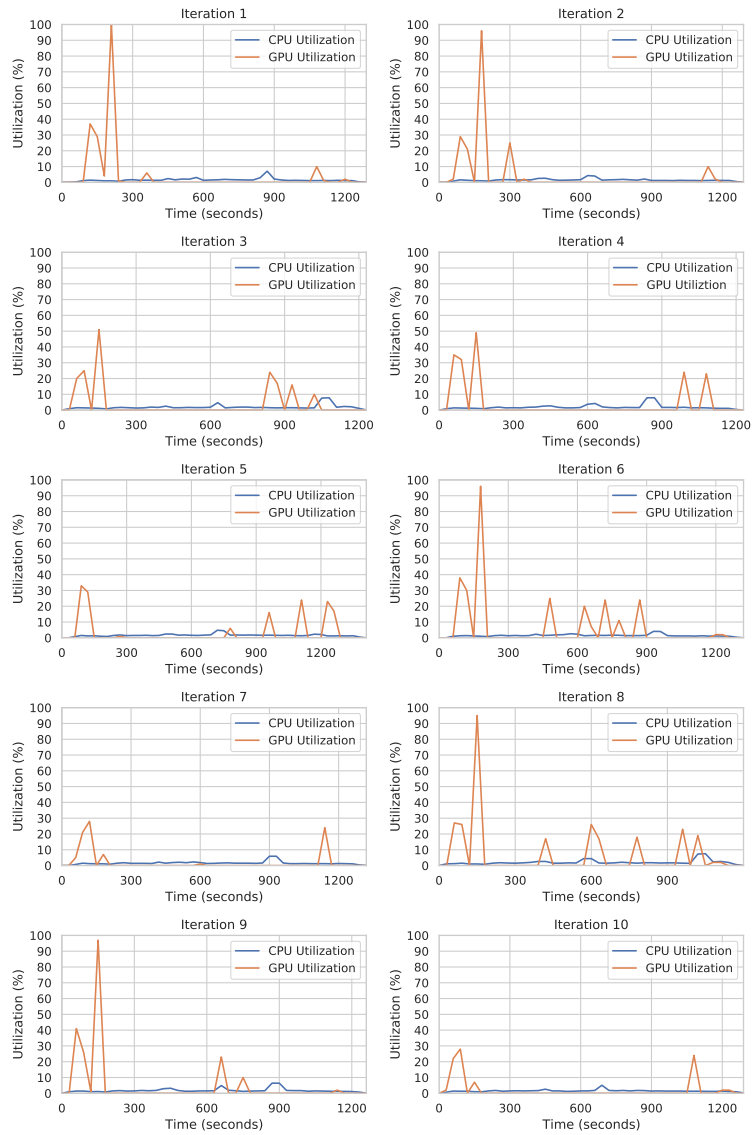 Iteration 1
100
90
80
70
60
50
40
30
20
10
0
Utilization (%)
CPU Utilization
GPU Utilization
0 300 600 900 1200
Time (seconds)
Iteration 2
100
90
80
70
60
50
40
30
20
10
0
Utilization (%)
CPU Utilization
GPU Utilization
0 300 600 900 1200
Time (seconds)
Iteration 3
100
90
80
70
60
50
40
30
20
10
0
Utilization (%)
CPU Utilization
GPU Utilization
0 300 600 900 1200
Time (seconds)
Iteration 4
100
90
80
70
60
50
40
30
20
10
0
Utilization (%)
CPU Utilization
GPU Utiliztion
0 300 600 900 1200
Time (seconds)
Iteration 5
100
90
80
70
60
50
40
30
20
10
0
Utilization (%)
CPU Utilization
GPU Utilization
0 300 600 900 1200
Time (seconds)
Iteration 6
100
90
80
70
60
50
40
30
20
10
0
Utilization (%)
CPU Utilization
GPU Utilization
0 300 600 900 1200
Time (seconds)
Iteration 7
100
90
80
70
60
50
40
30
20
10
0
Utilization (%)
CPU Utilization
GPU Utilization
0 300 600 900 1200
Time (seconds)
Iteration 8
100
90
80
70
60
50
40
30
20
10
0
Utilization (%)
CPU Utilization
GPU Utilization
0 300 600 900
Time (seconds)
Iteration 9
100
90
80
70
60
50
40
30
20
10
0
Utilization (%)
CPU Utilization
GPU Utilization
0 300 600 900 1200
Time (seconds)
Iteration 10
100
90
80
70
60
50
40
30
20
10
0
Utilization (%)
CPU Utilization
GPU Utilization
0 300 600 900 1200
Time (seconds)